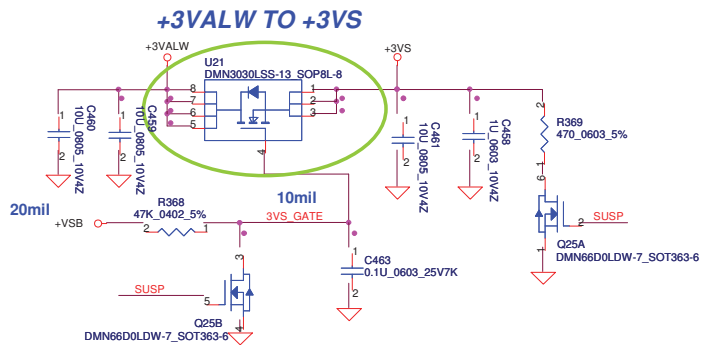 +3VALW TO +3VS
+3VALW
+3VS
U21
DMN3030LSS-13_SOP8L-8
8
7
6
5
1
2
3
4
1
2
C460
10U_0805_10V4Z
1
2
C459
10U_0805_10V4Z
1
2
C461
10U_0805_10V4Z
1
2
C458
1U_0603_10V4Z
2
R369
470_0603_5%
1
6
SUSP
2
1
Q25A
DMN66D0LDW-7_SOT363-6
20mil
R368
47K_0402_5%
10mil
+VSB
2
1
3VS_GATE
3
1
C463
0.1U_0603_25V7K
2
SUSP
5
4
Q25B
DMN66D0LDW-7_SOT363-6